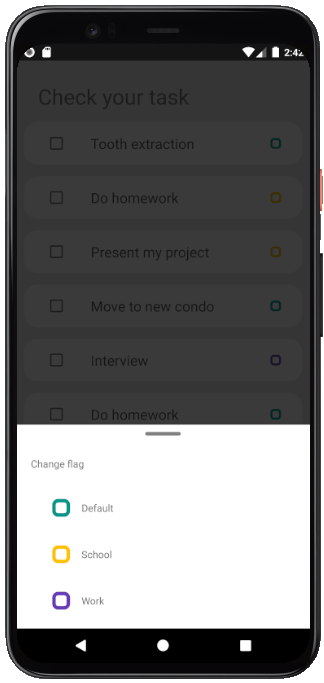 2:42
Check your task
Tooth extraction
Do homework
Present my project
Move to new condo
Interview
Do homework
Change flag
Default
School
Work